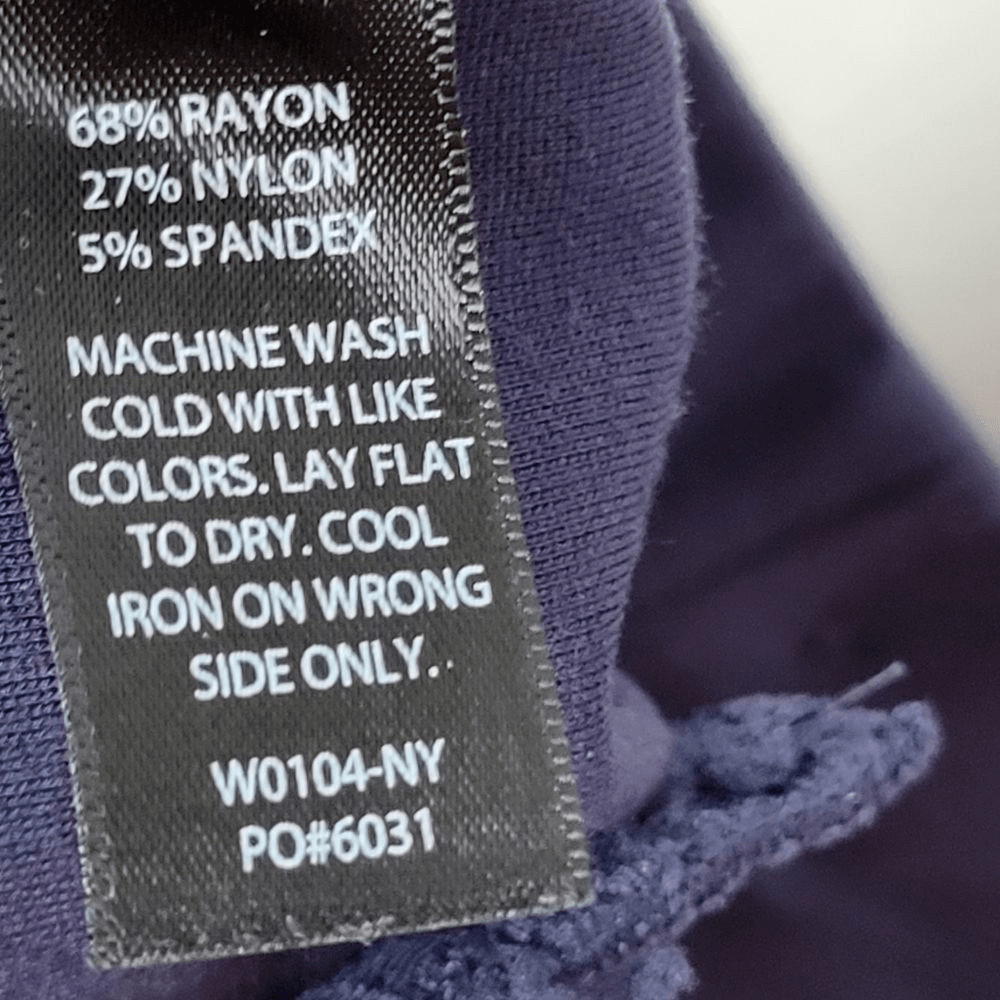 68% RAYON
27% NYLON
5% SPANDEX
MACHINE WASH
COLD WITH LIKE
COLORS. LAY FLAT
TO DRY. COOL
IRON ON WRONG
SIDE ONLY..
W0104-NY
PO#6031